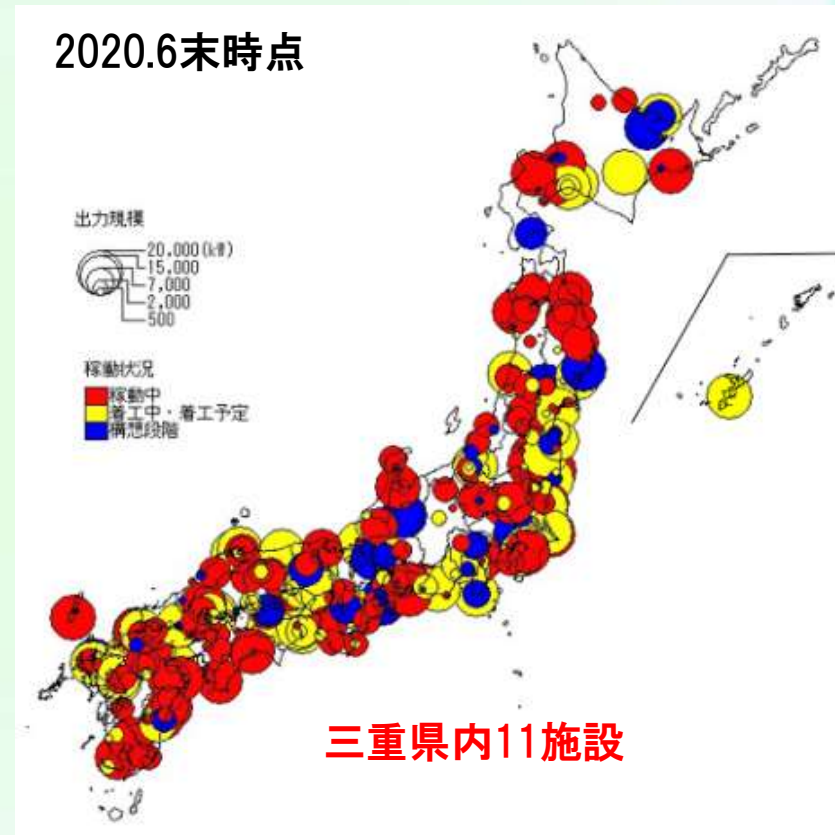 2020.6末時点
出力規模
20,000(kW)
15,000
7,000
2,000
500
稼働状況
稼働中
着工中・着工予定
構想段階
三重県内11施設